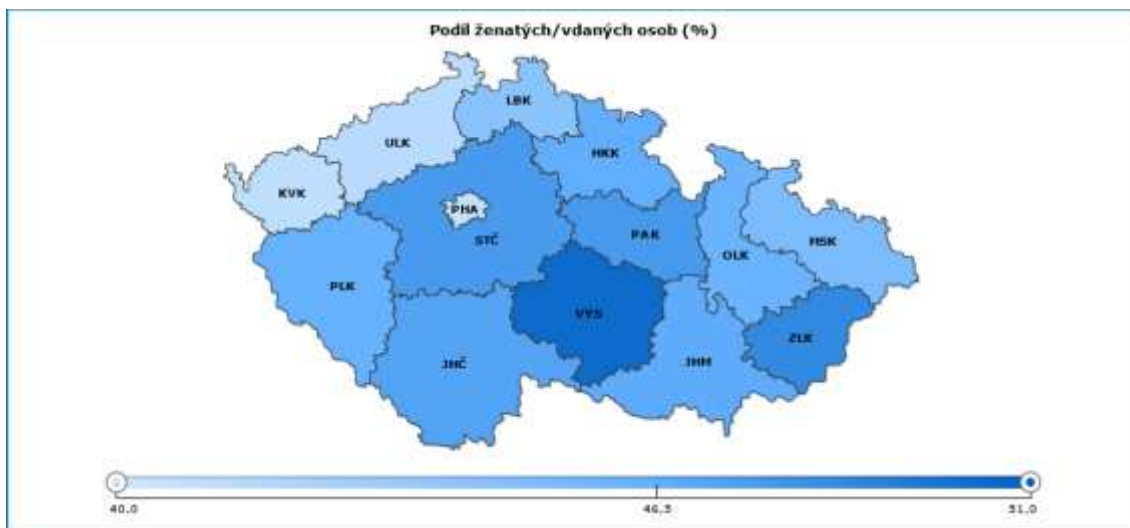 Podíl ženatých/vdaných osob (%)
LBK
ULK
HKK
KVK
PHA
STČ
PAK
MSK
OLK
PLK
VYS
ZLK
JHČ
JHM
40,0
46,5
51,0